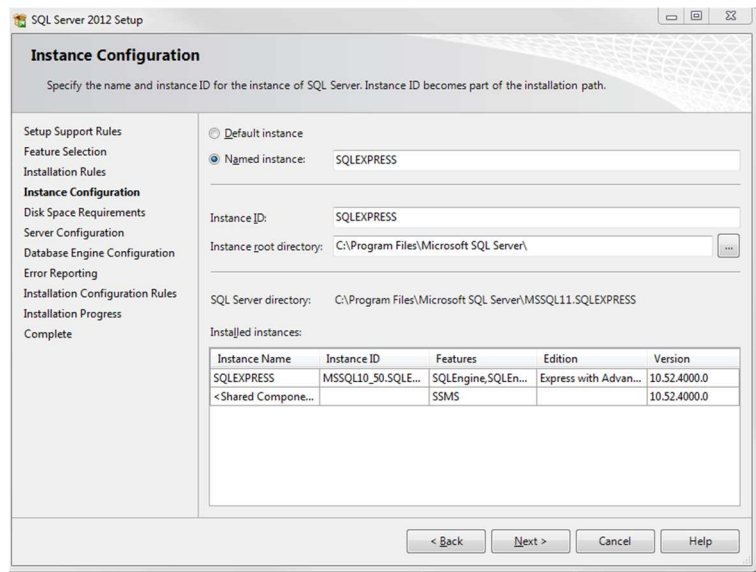 SQL Server 2012 Setup
Instance Configuration
Specify the name and instance ID for the instance of SQL Server. Instance ID becomes part of the installation path.
Setup Support Rules
Feature Selection
Installation Rules
Instance Configuration
Disk Space Requirements
Server Configuration
Database Engine Configuration
Error Reporting
Installation Configuration Rules
Installation Progress
Complete
Default instance
Named instance: SQLEXPRESS
Instance ID: SQLEXPRESS
Instance root directory: C:\Program Files\Microsoft SQL Server\ ...
SQL Server directory: C:\Program Files\Microsoft SQL Server\MSSQL11.SQLEXPRESS
Installed instances:
Instance Name Instance ID Features Edition Version
SQLEXPRESS MSSQL10_50.SQLE... SQLEngine,SQLEn... Express with Advan... 10.52.4000.0
<Shared Compone... SSMS 10.52.4000.0
< Back Next > Cancel Help